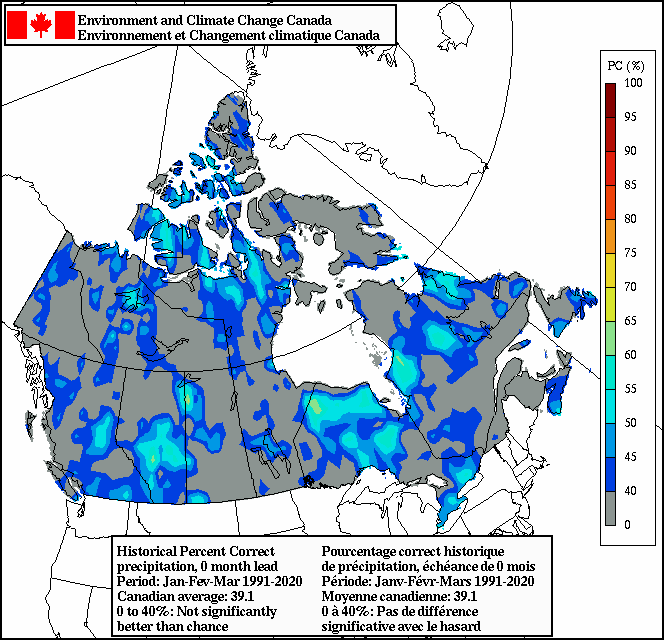 Environment and Climate Change Canada
Environnement et Changement climatique Canada
PC (%)
100
95
90
85
80
75
70
65
60
55
50
45
40
0
Historical Percent Correct
precipitation, 0 month lead
Period: Jan-Fev-Mar 1991-2020
Canadian average: 39.1
0 to 40%: Not significantly
better than chance
Pourcentage correct historique
de précipitation, échéance de 0 mois
Période: Janv-Févr-Mars 1991-2020
Moyenne canadienne: 39.1
0 à 40%: Pas de différence
significative avec le hasard